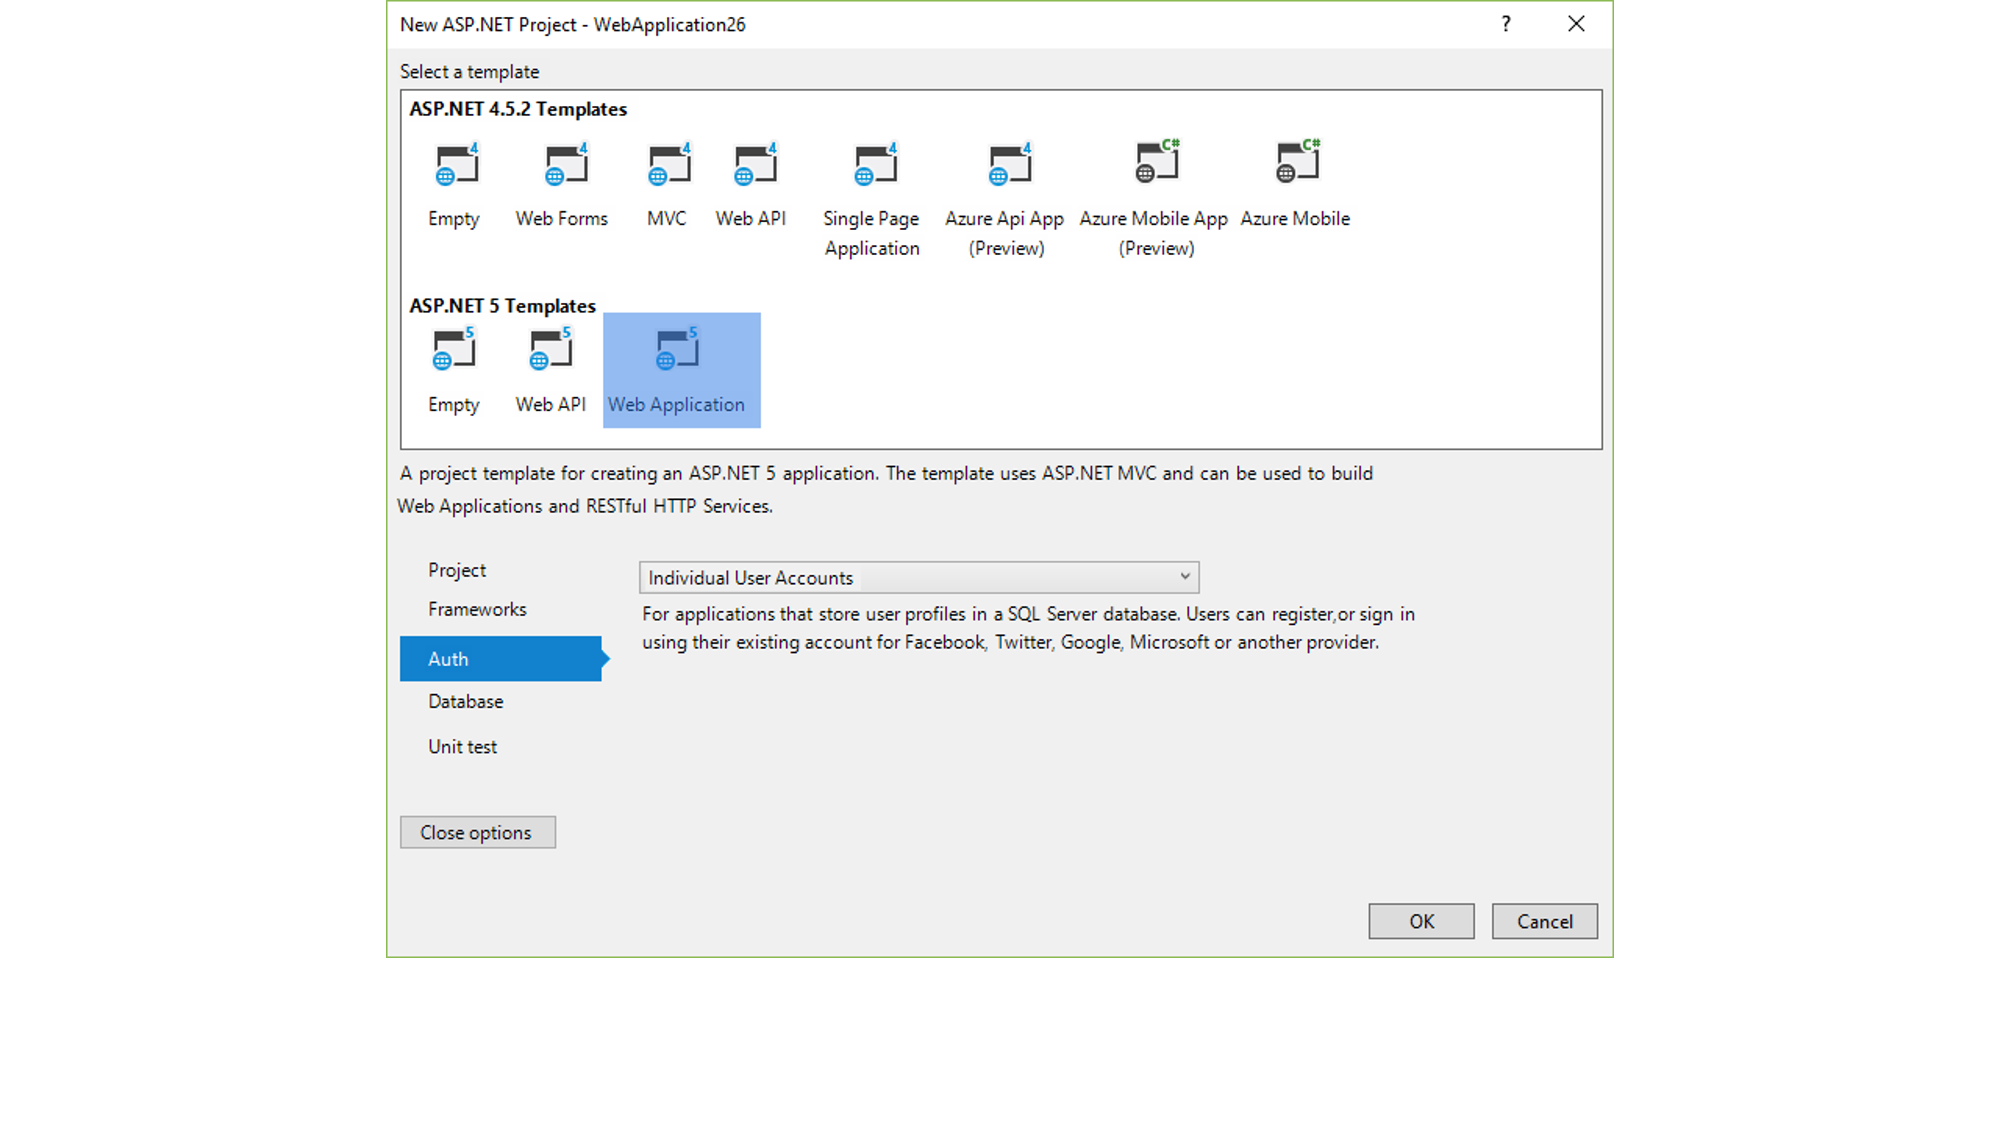 New ASP.NET Project - WebApplication26
?
Select a template
ASP.NET 4.5.2 Templates
4 4 4 4 4 4 C# C#
Empty Web Forms MVC Web API Single Page Application Azure Api App (Preview) Azure Mobile App (Preview) Azure Mobile
ASP.NET 5 Templates
5 5 5
Empty Web API Web Application
A project template for creating an ASP.NET 5 application. The template uses ASP.NET MVC and can be used to build
Web Applications and RESTful HTTP Services.
Project
Individual User Accounts
Frameworks
For applications that store user profiles in a SQL Server database. Users can register,or sign in
using their existing account for Facebook, Twitter, Google, Microsoft or another provider.
Auth
Database
Unit test
Close options
OK Cancel